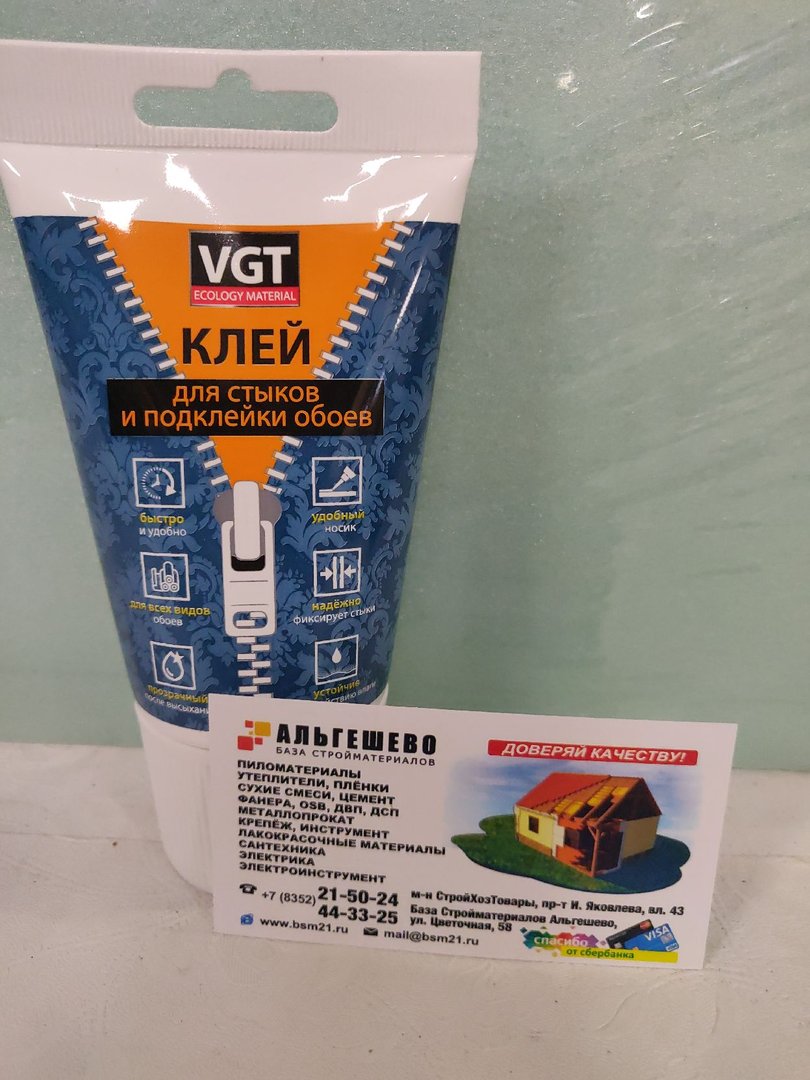 VGT
ECOLOGY MATERIAL
КЛЕЙ
для стыков
и подклейки обоев
быстро
и удобно
удобный
носик
для всех видов
обоев
надёжно
фиксирует стыки
прозрачный
после высыхания
устойчив
АЛЬГЕШЕВО
БАЗА СТРОЙМАТЕРИАЛОВ
ДОВЕРЯЙ КАЧЕСТВУ!
ПИЛОМАТЕРИАЛЫ
УТЕПЛИТЕЛИ, ПЛЁНКИ
СУХИЕ СМЕСИ, ЦЕМЕНТ
ФАНЕРА, OSB, ДВП, ДСП
МЕТАЛЛОПРОКАТ
КРЕПЁЖ, ИНСТРУМЕНТ
ЛАКОКРАСОЧНЫЕ МАТЕРИАЛЫ
САНТЕХНИКА
ЭЛЕКТРИКА
ЭЛЕКТРОИНСТРУМЕНТ
+7 (8352) 21-50-24
44-33-25
www.bsm21.ru mail@bsm21.ru
м-н СтройХозТовары, пр-т И. Яковлева, вл. 43
База Стройматериалов Альгешево,
ул. Цветочная, 58
спасибо
от сбербанка
VISA